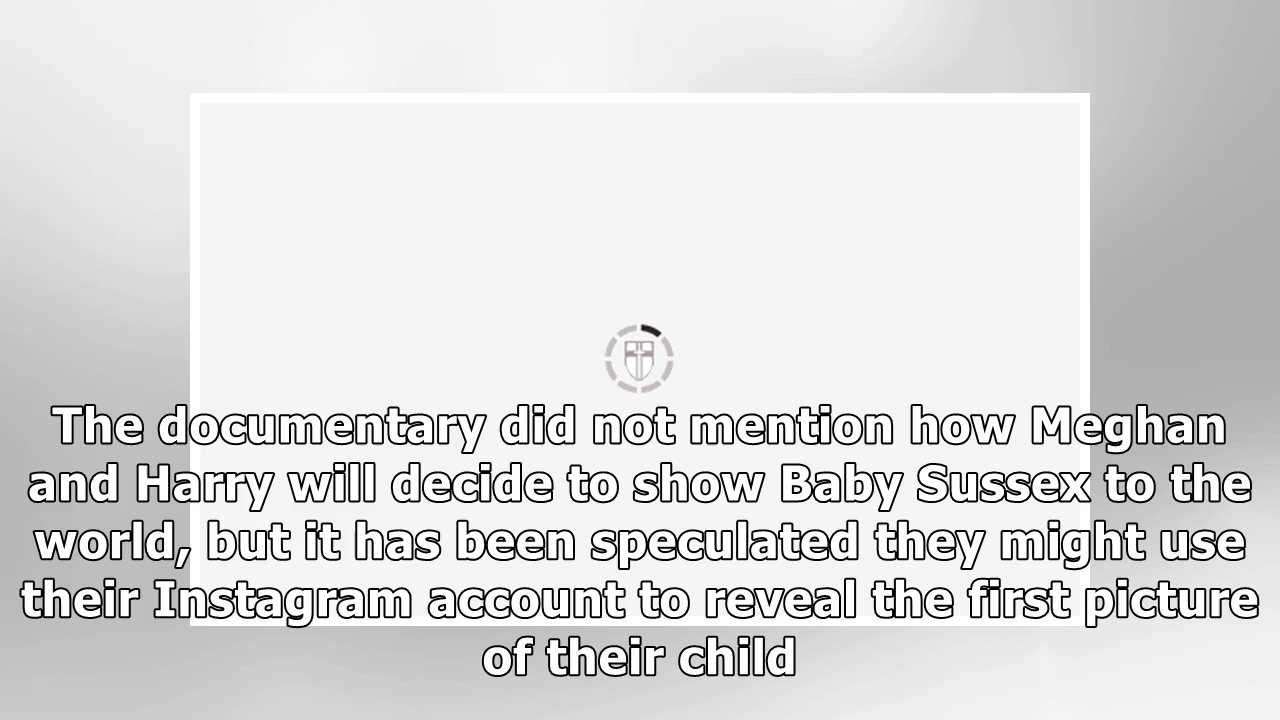 The documentary did not mention how Meghan
and Harry will decide to show Baby Sussex to the
world, but it has been speculated they might use
their Instagram account to reveal the first picture
of their child